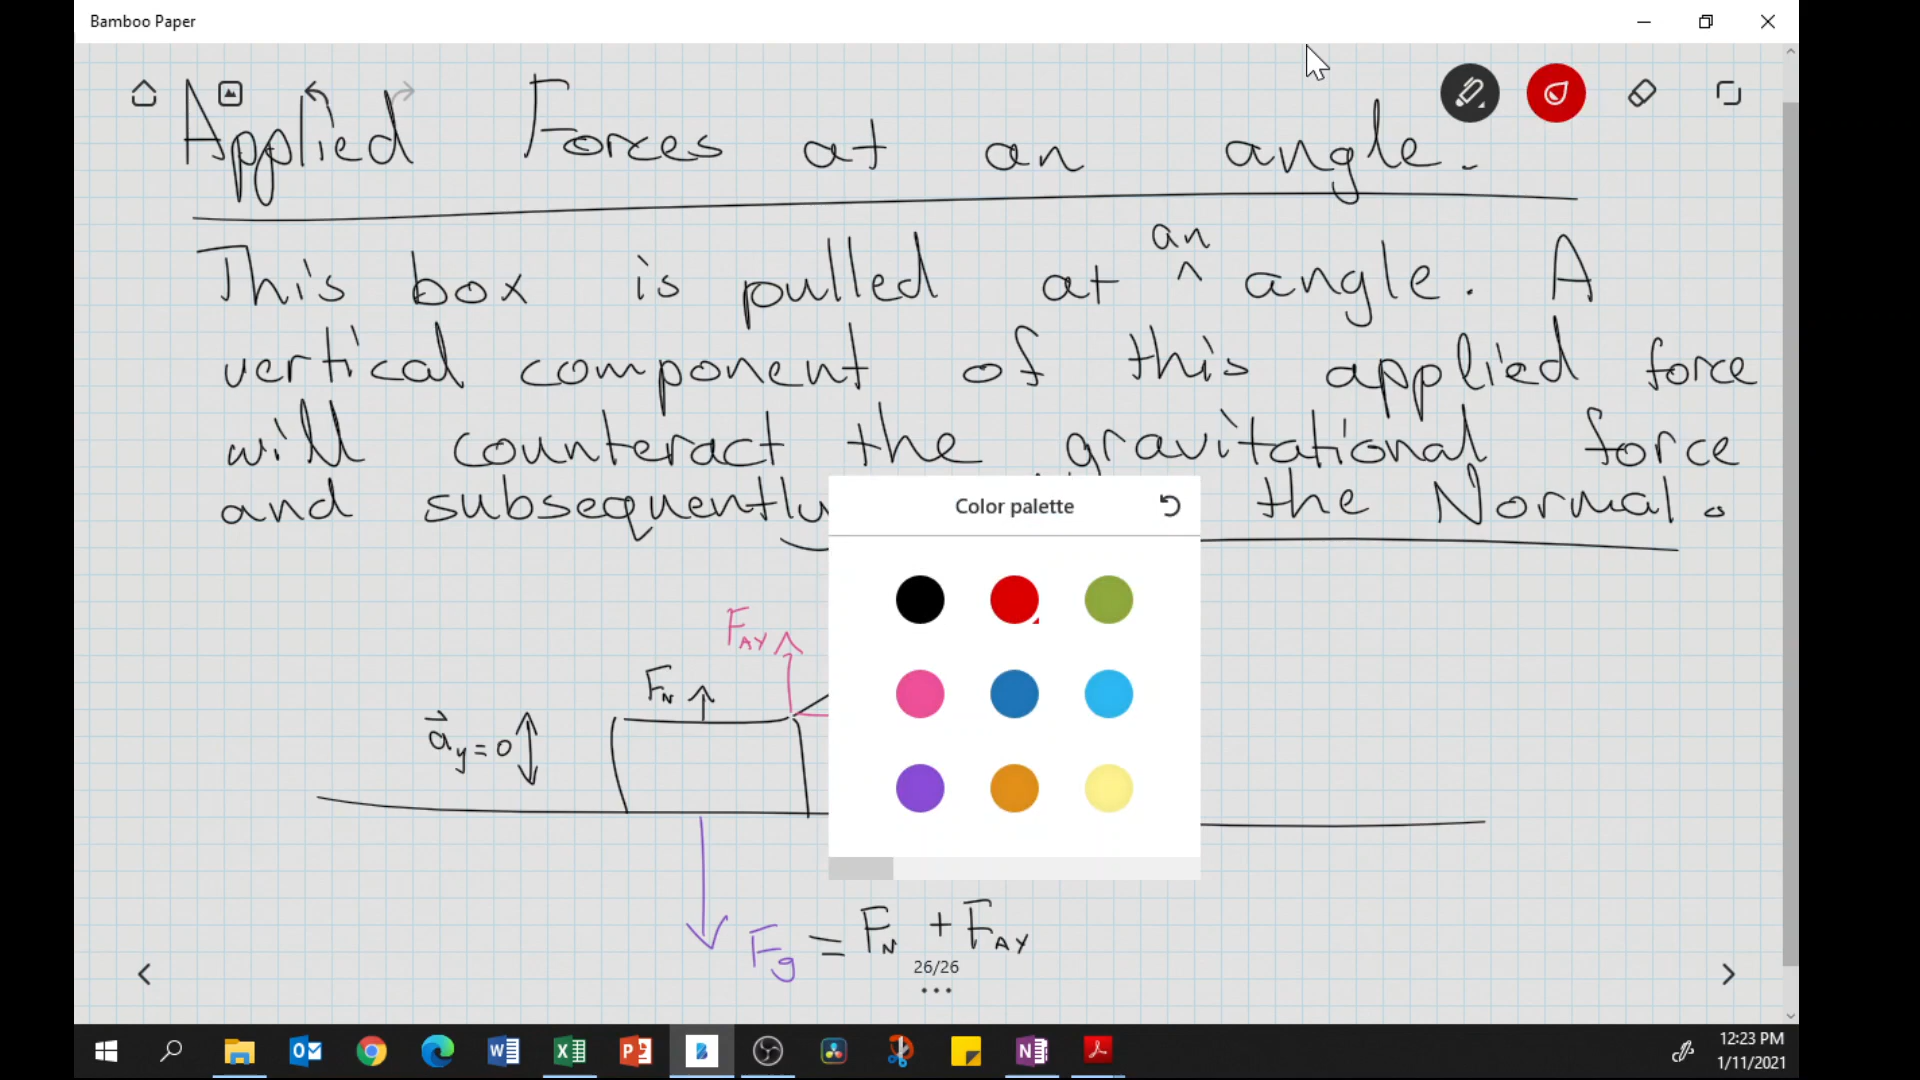 Bamboo Paper
Applied Forces at an angle.
This box is pulled at an angle. A
vertical component of this applied force
will counteract the gravitational force
and subsequently the Normal.
Color palette
FAY
FN
ay=0
Fg = FN + FAY
26/26
12:23 PM
1/11/2021